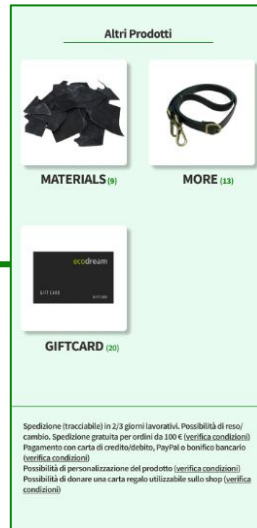 Altri Prodotti
MATERIALS (9)
MORE (13)
ecodream
GIFT CARD
GIFTCARD (20)
Spedizione (tracciabile) in 2/3 giorni lavorativi. Possibilità di reso/
cambio. Spedizione gratuita per ordini da 100 € (verifica condizioni)
Pagamento con carta di credito/debito, PayPal o bonifico bancario
(verifica condizioni)
Possibilità di personalizzazione del prodotto (verifica condizioni)
Possibilità di donare una carta regalo utilizzabile sullo shop (verifica
condizioni)